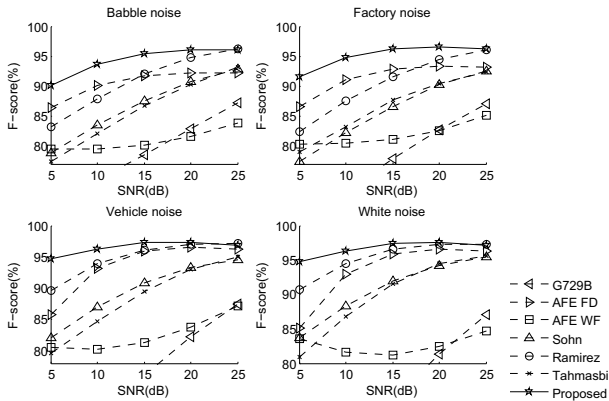 Babble noise
100
95
90
85
80
F-score(%)
5 10 15 20 25
SNR(dB)
Factory noise
100
95
90
85
80
F-score(%)
5 10 15 20 25
SNR(dB)
Vehicle noise
100
95
90
85
80
F-score(%)
5 10 15 20 25
SNR(dB)
White noise
100
95
90
85
80
F-score(%)
5 10 15 20 25
SNR(dB)
G729B
AFE FD
AFE WF
Sohn
Ramirez
Tahmasbi
Proposed